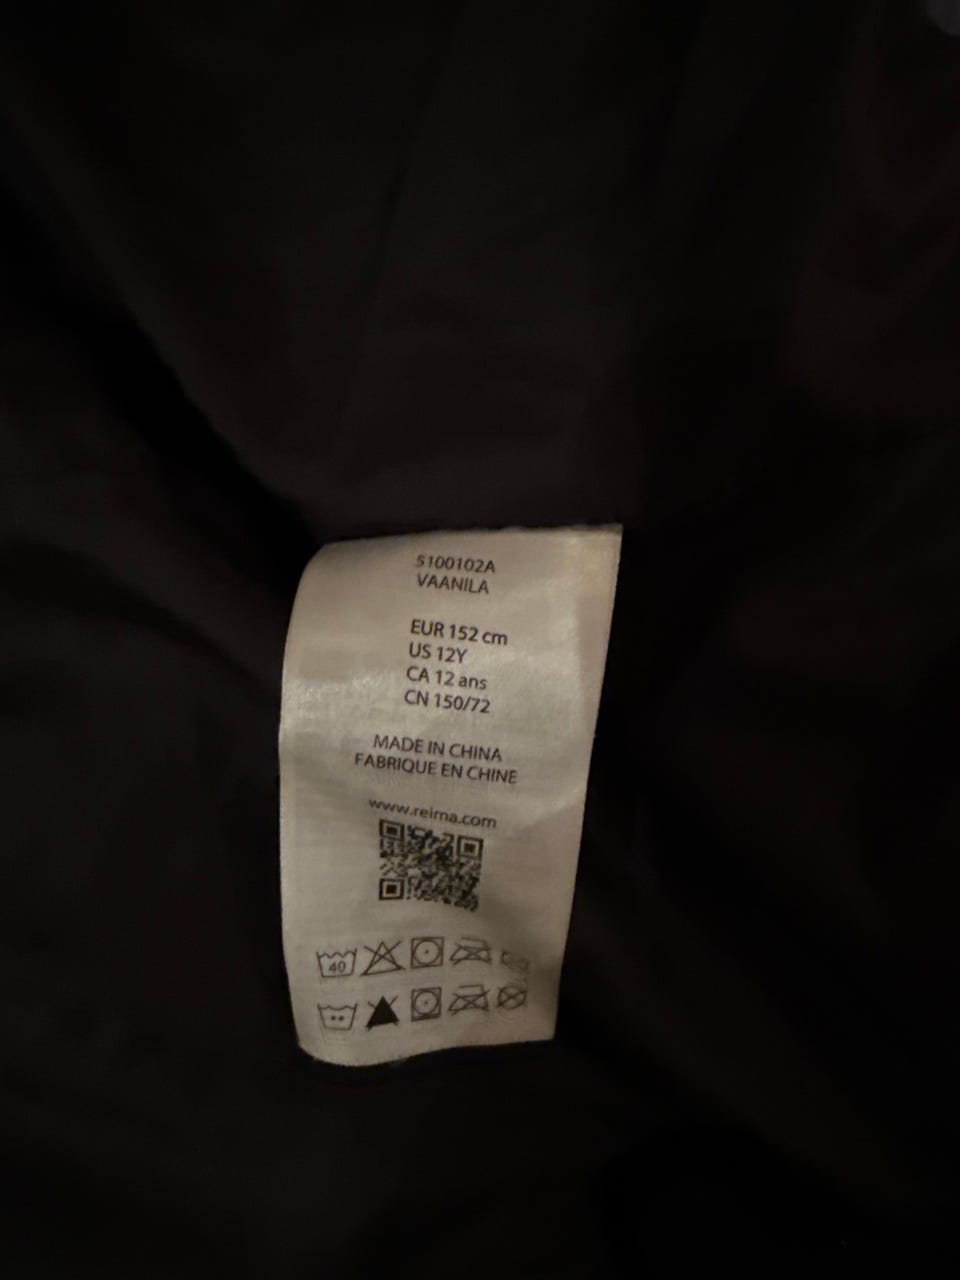 5100102A
VAANILA
EUR 152 cm
US 12Y
CA 12 ans
CN 150/72
MADE IN CHINA
FABRIQUE EN CHINE
www.reima.com
40